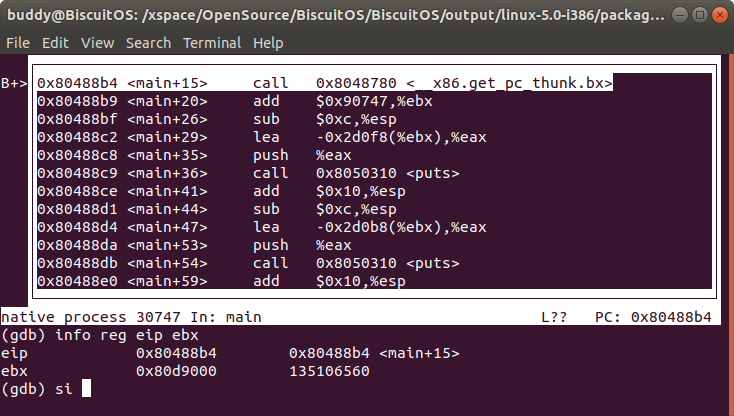 buddy@BiscuitOS: /xspace/OpenSource/BiscuitOS/BiscuitOS/output/linux-5.0-i386/packag...
File Edit View Search Terminal Help
B+> 0x80488b4 <main+15> call 0x8048780 <__x86.get_pc_thunk.bx>
0x80488b9 <main+20> add $0x90747,%ebx
0x80488bf <main+26> sub $0xc,%esp
0x80488c2 <main+29> lea -0x2d0f8(%ebx),%eax
0x80488c8 <main+35> push %eax
0x80488c9 <main+36> call 0x8050310 <puts>
0x80488ce <main+41> add $0x10,%esp
0x80488d1 <main+44> sub $0xc,%esp
0x80488d4 <main+47> lea -0x2d0b8(%ebx),%eax
0x80488da <main+53> push %eax
0x80488db <main+54> call 0x8050310 <puts>
0x80488e0 <main+59> add $0x10,%esp
native process 30747 In: main L?? PC: 0x80488b4
(gdb) info reg eip ebx
eip 0x80488b4 0x80488b4 <main+15>
ebx 0x80d9000 135106560
(gdb) si